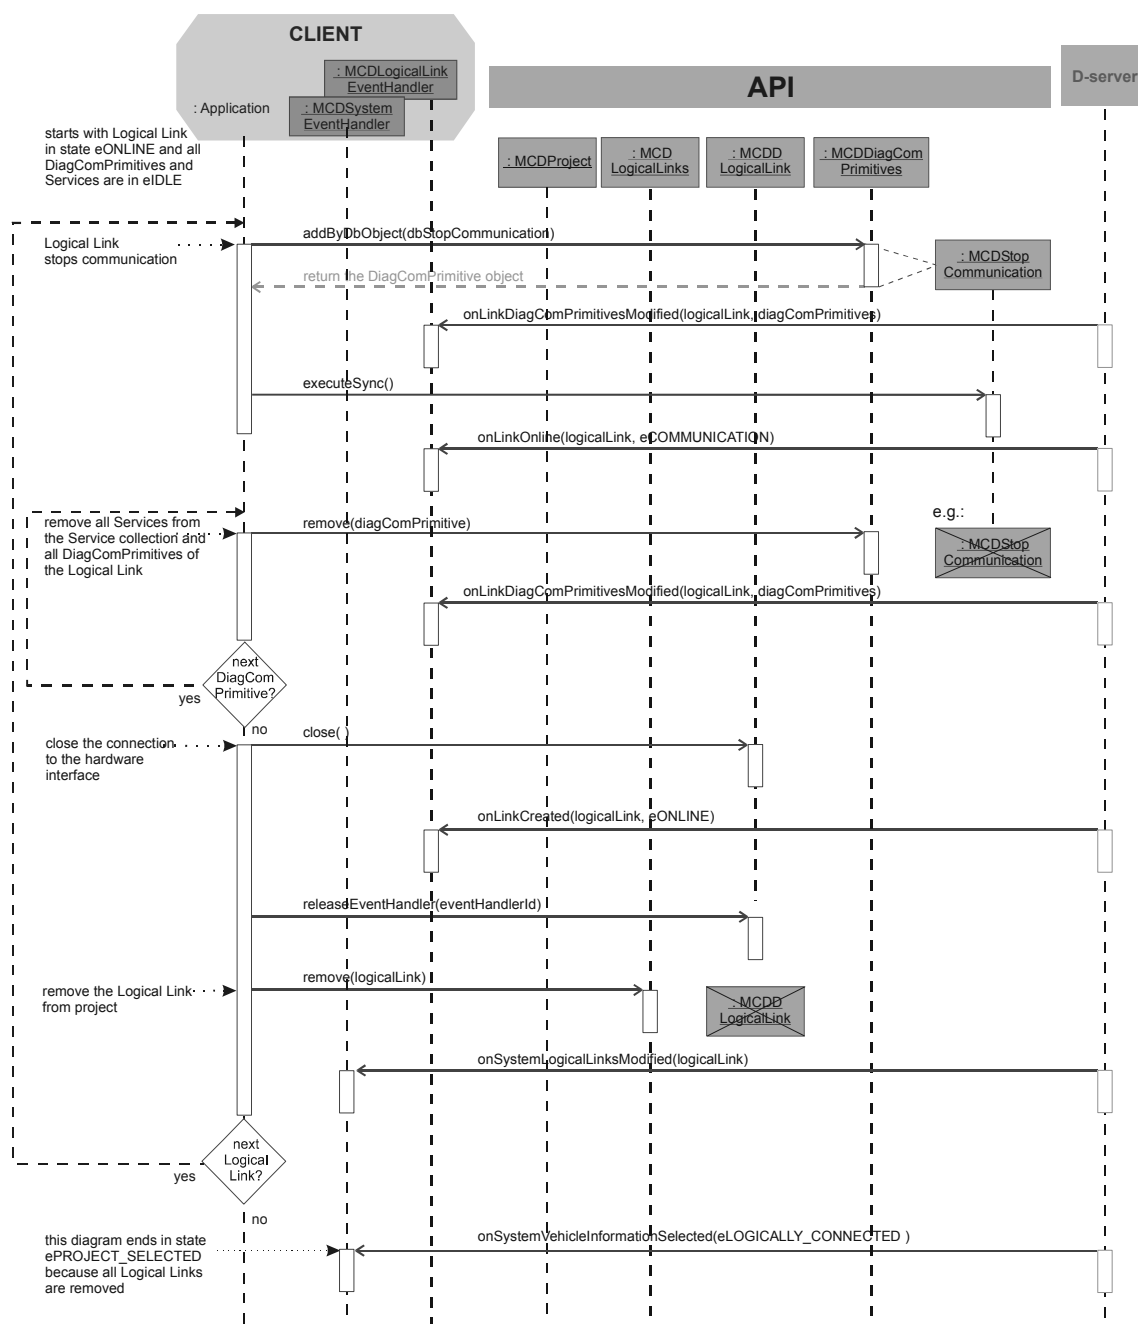 CLIENT
: MCDLogicalLink
EventHandler
: Application
: MCDSystem
EventHandler
API
D-server
starts with Logical Link
in state eONLINE and all
DiagComPrimitives and
Services are in eIDLE
: MCDProject
: MCD
LogicalLinks
: MCDD
LogicalLink
: MCDDiagCom
Primitives
Logical Link
stops communication
addByDbObject(dbStopCommunication)
: MCDStop
Communication
return the DiagComPrimitive object
onLinkDiagComPrimitivesModified(logicalLink, diagComPrimitives)
executeSync()
onLinkOnline(logicalLink, eCOMMUNICATION)
remove all Services from
the Service collection and
all DiagComPrimitives of
the Logical Link
remove(diagComPrimitive)
e.g.:
: MCDStop
Communication
onLinkDiagComPrimitivesModified(logicalLink, diagComPrimitives)
next
DiagCom
Primitive?
yes
no
close the connection
to the hardware
interface
close( )
onLinkCreated(logicalLink, eONLINE)
releaseEventHandler(eventHandlerId)
remove the Logical Link
from project
remove(logicalLink)
: MCDD
LogicalLink
onSystemLogicalLinksModified(logicalLink)
next
Logical
Link?
yes
no
this diagram ends in state
ePROJECT_SELECTED
because all Logical Links
are removed
onSystemVehicleInformationSelected(eLOGICALLY_CONNECTED )